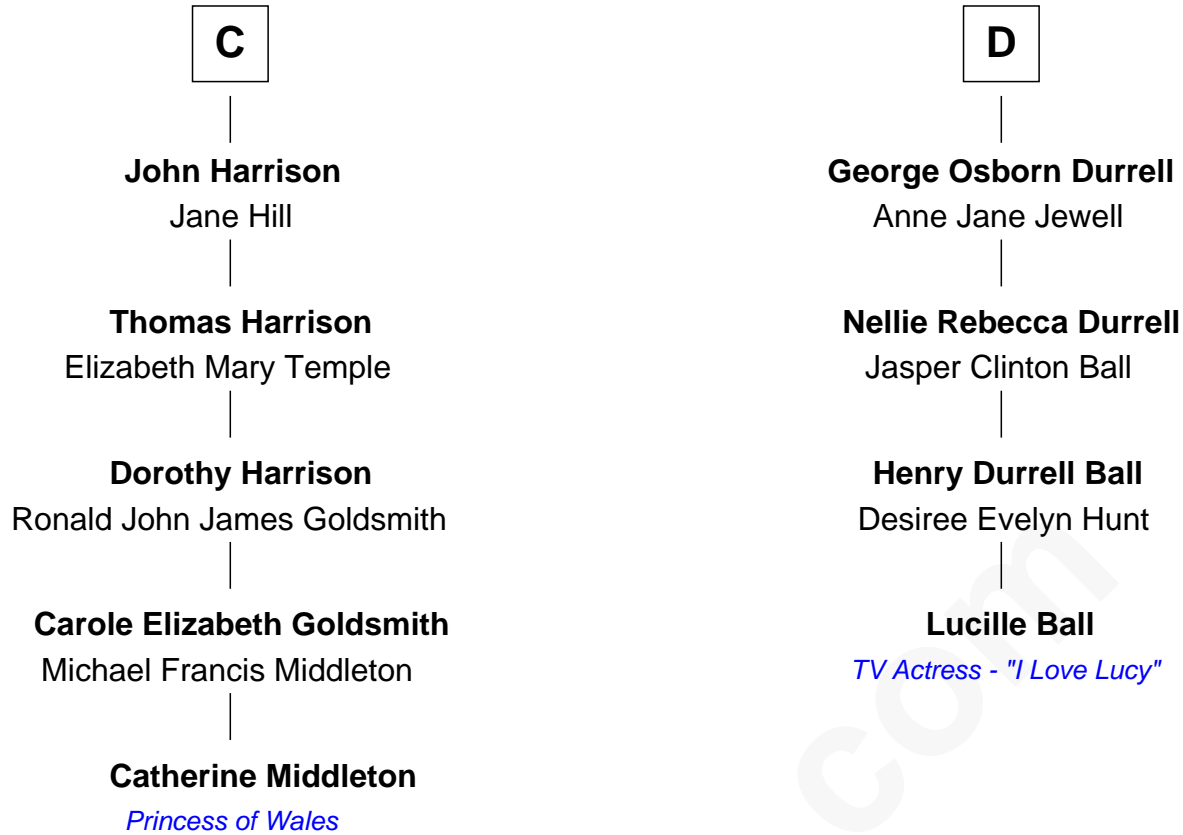 C
John Harrison
Jane Hill
Thomas Harrison
Elizabeth Mary Temple
Dorothy Harrison
Ronald John James Goldsmith
Carole Elizabeth Goldsmith
Michael Francis Middleton
Catherine Middleton
Princess of Wales
D
George Osborn Durrell
Anne Jane Jewell
Nellie Rebecca Durrell
Jasper Clinton Ball
Henry Durrell Ball
Desiree Evelyn Hunt
Lucille Ball
TV Actress - "I Love Lucy"
com